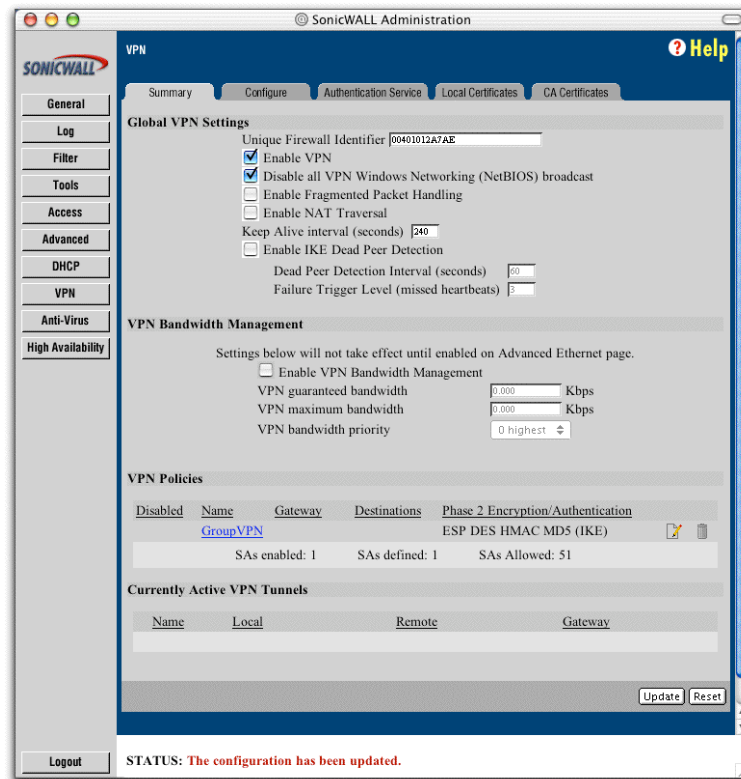 SonicWALL Administration
SONICWALL
VPN
? Help
General
Log
Filter
Tools
Access
Advanced
DHCP
VPN
Anti-Virus
High Availability
Logout
Summary Configure Authentication Service Local Certificates CA Certificates
Global VPN Settings
Unique Firewall Identifier 00401012A7AE
Enable VPN
Disable all VPN Windows Networking (NetBIOS) broadcast
Enable Fragmented Packet Handling
Enable NAT Traversal
Keep Alive interval (seconds) 240
Enable IKE Dead Peer Detection
Dead Peer Detection Interval (seconds) 60
Failure Trigger Level (missed heartbeats) 3
VPN Bandwidth Management
Settings below will not take effect until enabled on Advanced Ethernet page.
Enable VPN Bandwidth Management
VPN guaranteed bandwidth 0.000 Kbps
VPN maximum bandwidth 0.000 Kbps
VPN bandwidth priority 0 highest
VPN Policies
Disabled Name Gateway Destinations Phase 2 Encryption/Authentication
GroupVPN ESP DES HMAC MD5 (IKE)
SAs enabled: 1 SAs defined: 1 SAs Allowed: 51
Currently Active VPN Tunnels
Name Local Remote Gateway
Update Reset
STATUS: The configuration has been updated.